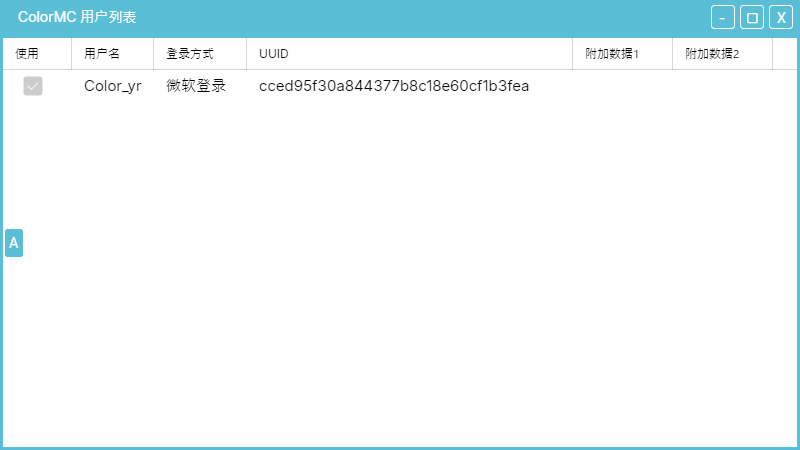 ColorMC 用户列表 - □ X
使用 用户名 登录方式 UUID 附加数据1 附加数据2
Color_yr 微软登录 cced95f30a844377b8c18e60cf1b3fea
A